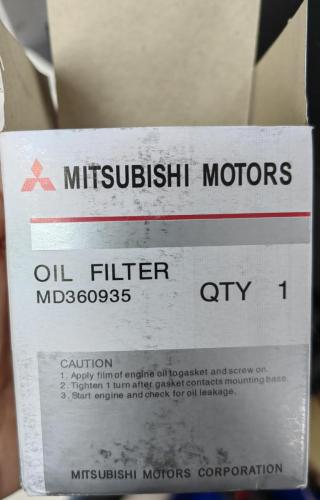 MITSUBISHI MOTORS
OIL FILTER
MD360935
QTY 1
CAUTION
1. Apply film of engine oil togasket and screw on.
2. Tighten 1 turn after gasket contacts mounting base.
3. Start engine and check for oil leakage.
MITSUBISHI MOTORS CORPORATION